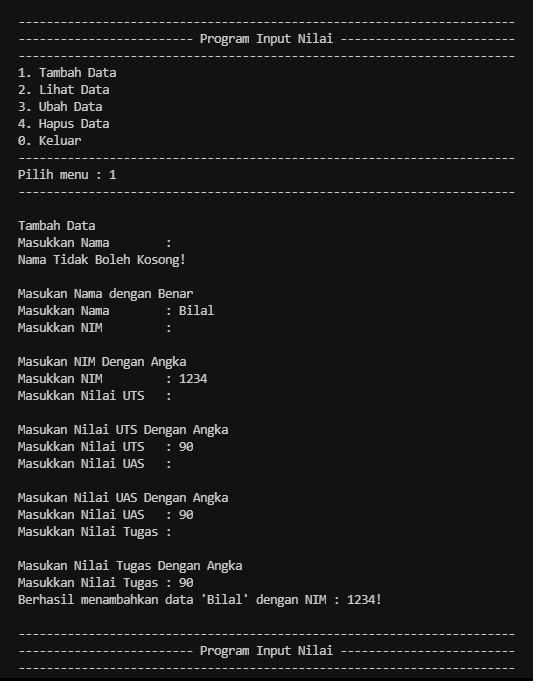 -----------------------------------------------------------------------
------------------------- Program Input Nilai -------------------------
-----------------------------------------------------------------------
1. Tambah Data
2. Lihat Data
3. Ubah Data
4. Hapus Data
0. Keluar
-----------------------------------------------------------------------
Pilih menu : 1
-----------------------------------------------------------------------
Tambah Data
Masukkan Nama        :
Nama Tidak Boleh Kosong!
Masukan Nama dengan Benar
Masukkan Nama        : Bilal
Masukkan NIM         :
Masukan NIM Dengan Angka
Masukkan NIM         : 1234
Masukkan Nilai UTS   :
Masukan Nilai UTS Dengan Angka
Masukkan Nilai UTS   : 90
Masukkan Nilai UAS   :
Masukan Nilai UAS Dengan Angka
Masukkan Nilai UAS   : 90
Masukkan Nilai Tugas :
Masukan Nilai Tugas Dengan Angka
Masukkan Nilai Tugas : 90
Berhasil menambahkan data 'Bilal' dengan NIM : 1234!
-----------------------------------------------------------------------
------------------------- Program Input Nilai -------------------------
-----------------------------------------------------------------------